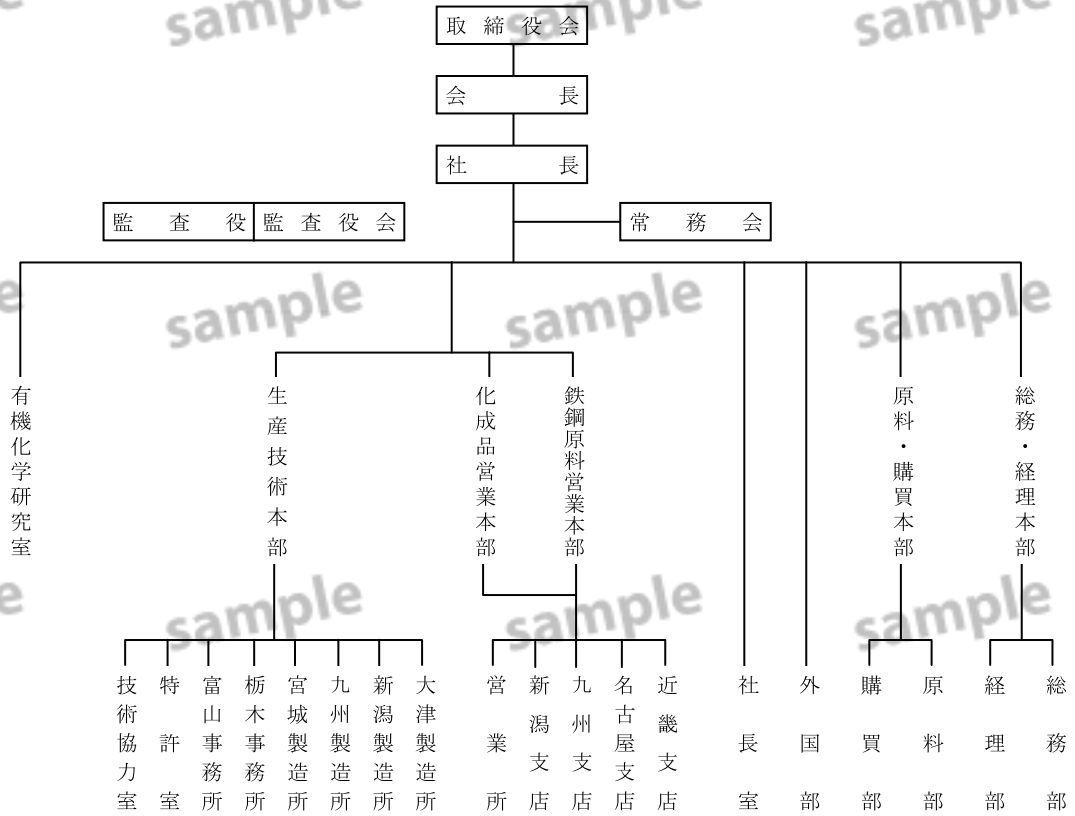 sample sample sample
取締役会
会長
社長
監査役 監査役会 常務会
sample sample sample
有機化学研究室
生産技術本部
化成品営業本部
鉄鋼原料営業本部
原料・購買本部
総務・経理本部
sample sample sample
技術協力室
特許室
富山事務所
栃木事務所
宮城製造所
九州製造所
新潟製造所
大津製造所
営業所
新潟支店
九州支店
名古屋支店
近畿支店
社長室
外国部
購買部
原料部
経理部
総務部